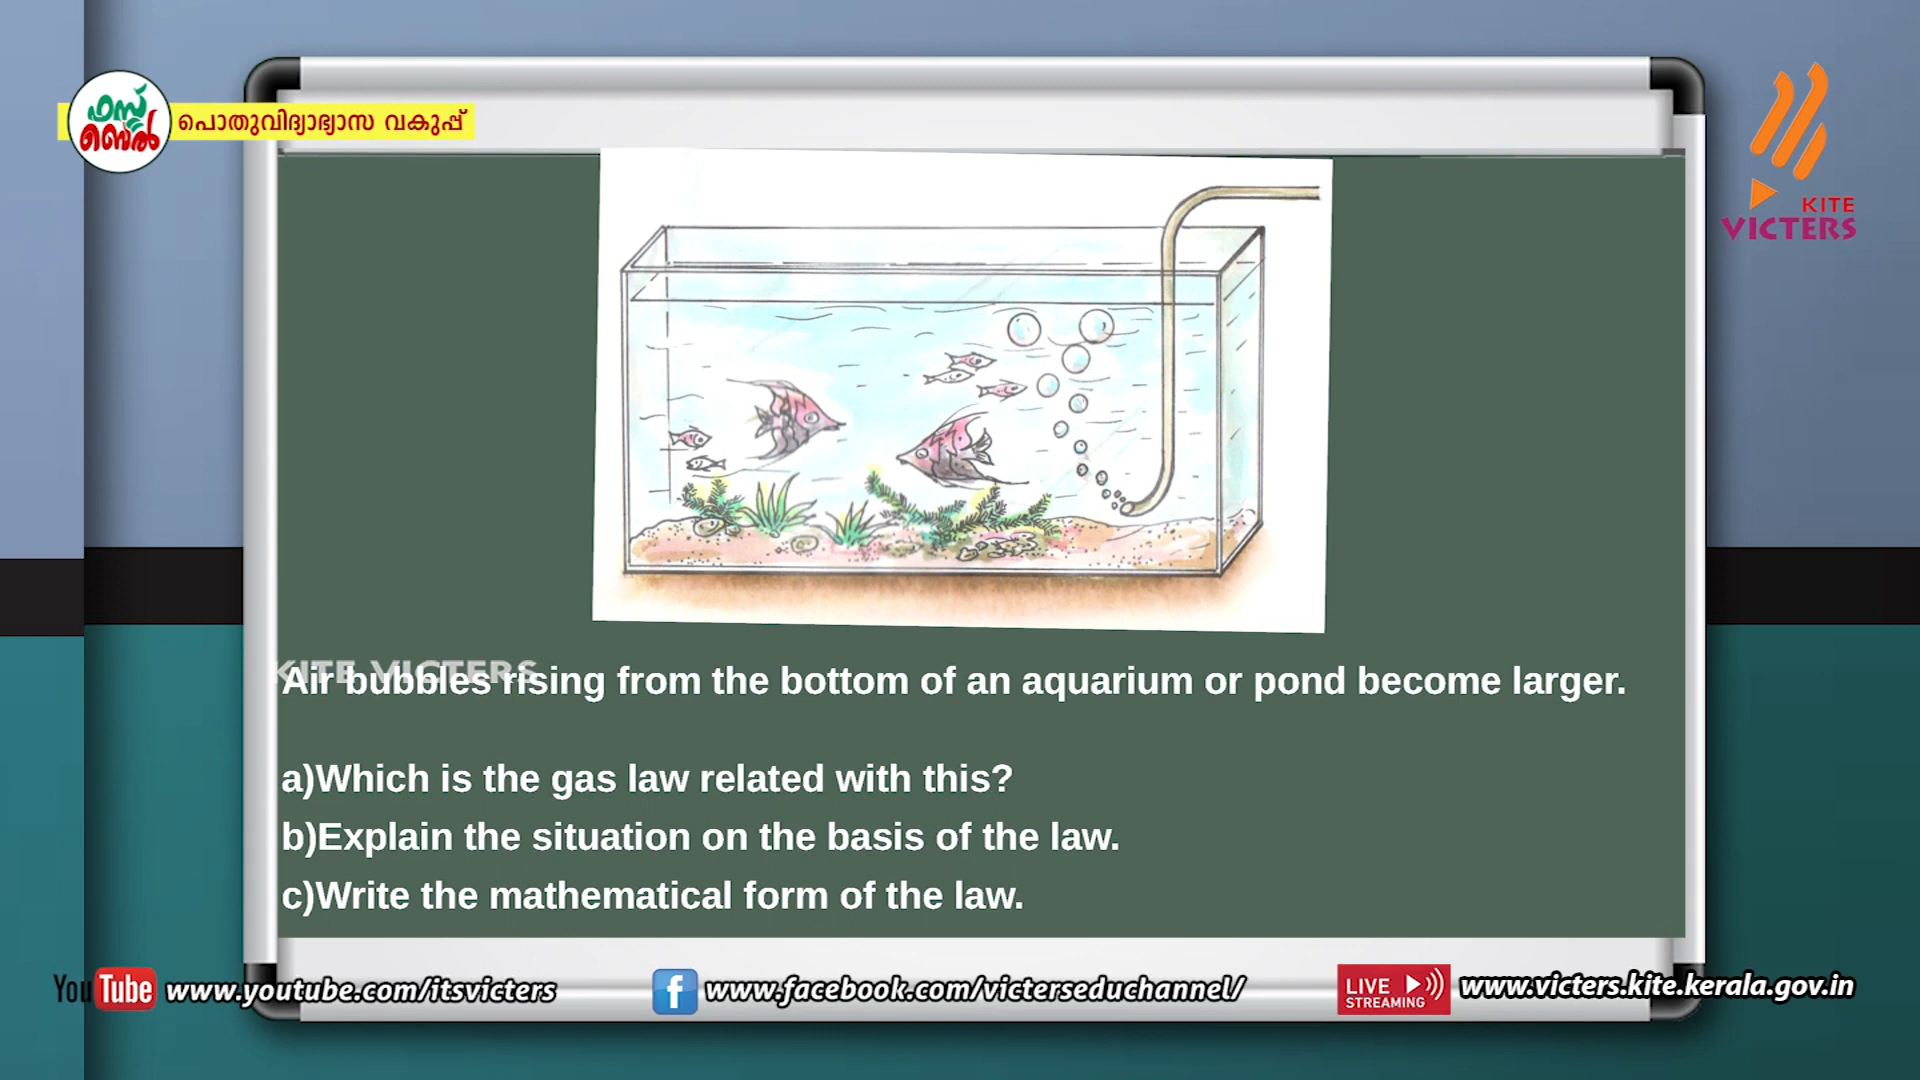 ഫസ്റ്റ്
ബെൽ
പൊതുവിദ്യാഭ്യാസ വകുപ്പ്
KITE
VICTERS
KITE VICTERS
Air bubbles rising from the bottom of an aquarium or pond become larger.
a)Which is the gas law related with this?
b)Explain the situation on the basis of the law.
c)Write the mathematical form of the law.
YouTube www.youtube.com/itsvicters
f www.facebook.com/victerseduchannel/
LIVE STREAMING www.victers.kite.kerala.gov.in